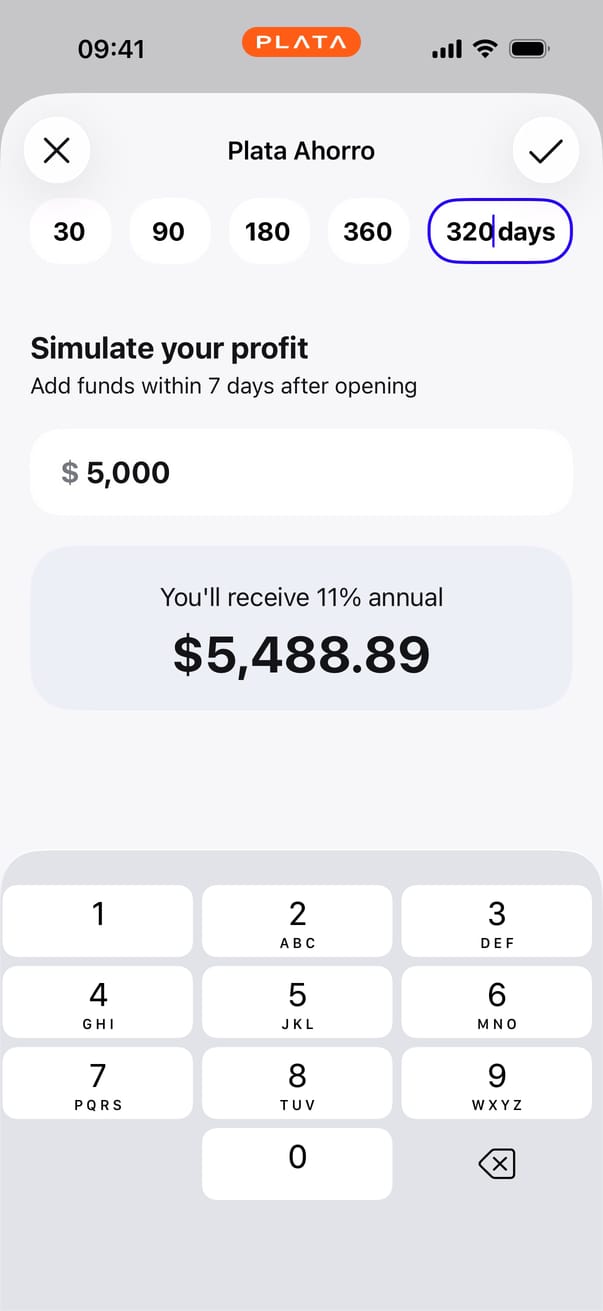 09:41
PLATA
Plata Ahorro
30 90 180 360 320 days
Simulate your profit
Add funds within 7 days after opening
$ 5,000
You'll receive 11% annual
$5,488.89
1 2 3
ABC DEF
4 5 6
GHI JKL MNO
7 8 9
PQRS TUV WXYZ
0